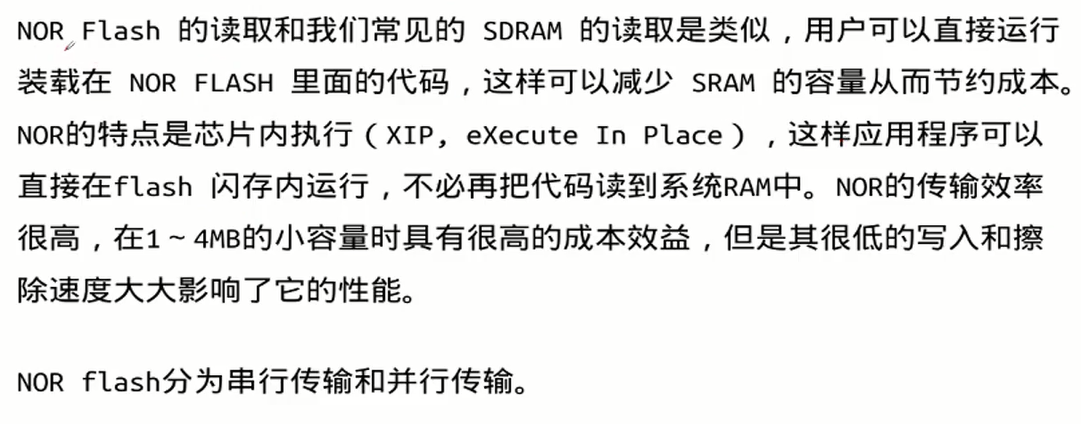 NOR Flash 的读取和我们常见的 SDRAM 的读取是类似，用户可以直接运行
装载在 NOR FLASH 里面的代码，这样可以减少 SRAM 的容量从而节约成本。
NOR的特点是芯片内执行（XIP, eXecute In Place），这样应用程序可以
直接在flash 闪存内运行，不必再把代码读到系统RAM中。NOR的传输效率
很高，在1～4MB的小容量时具有很高的成本效益，但是其很低的写入和擦
除速度大大影响了它的性能。
NOR flash分为串行传输和并行传输。